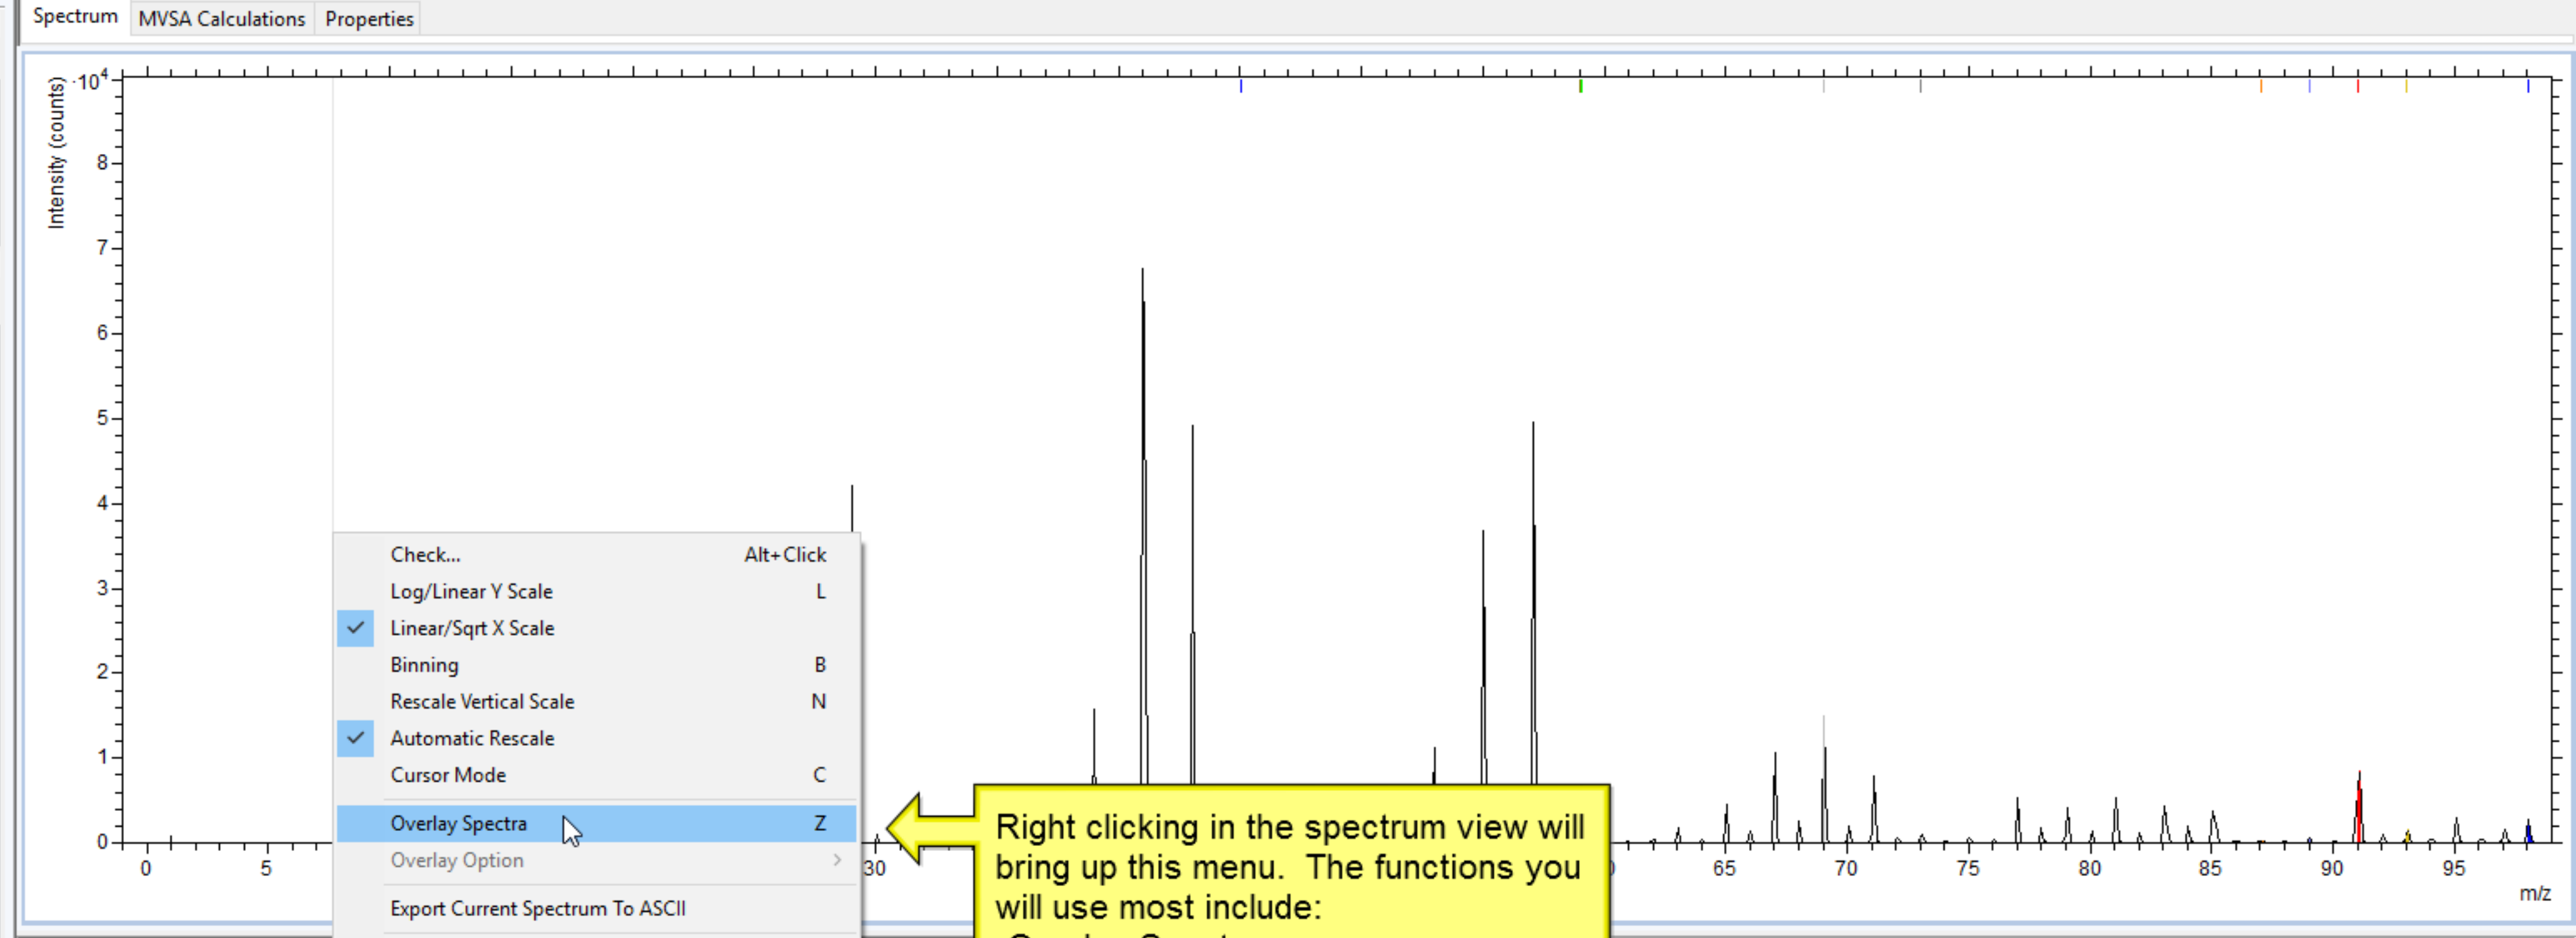 Spectrum MVSA Calculations Properties
·10⁴
Intensity (counts)
8
7
6
5
4
3
2
1
0
Check... Alt+Click
Log/Linear Y Scale L
Linear/Sqrt X Scale
Binning B
Rescale Vertical Scale N
Automatic Rescale
Cursor Mode C
Overlay Spectra Z
Overlay Option
Export Current Spectrum To ASCII
Right clicking in the spectrum view will
bring up this menu. The functions you
will use most include:
0 5 30 65 70 75 80 85 90 95
m/z